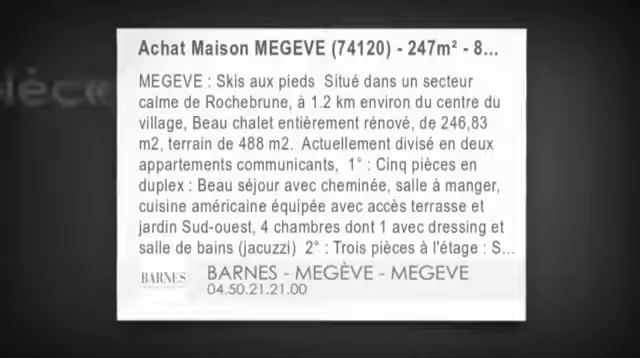 Achat Maison MEGEVE (74120) - 247m² - 8...
MEGEVE : Skis aux pieds Situé dans un secteur
calme de Rochebrune, à 1.2 km environ du centre du
village, Beau chalet entièrement rénové, de 246,83
m2, terrain de 488 m2. Actuellement divisé en deux
appartements communicants, 1° : Cinq pièces en
duplex : Beau séjour avec cheminée, salle à manger,
cuisine américaine équipée avec accès terrasse et
jardin Sud-ouest, 4 chambres dont 1 avec dressing et
salle de bains (jacuzzi) 2° : Trois pièces à l'étage : S...
BARNES
BARNES - MEGÈVE - MEGEVE
04.50.21.21.00